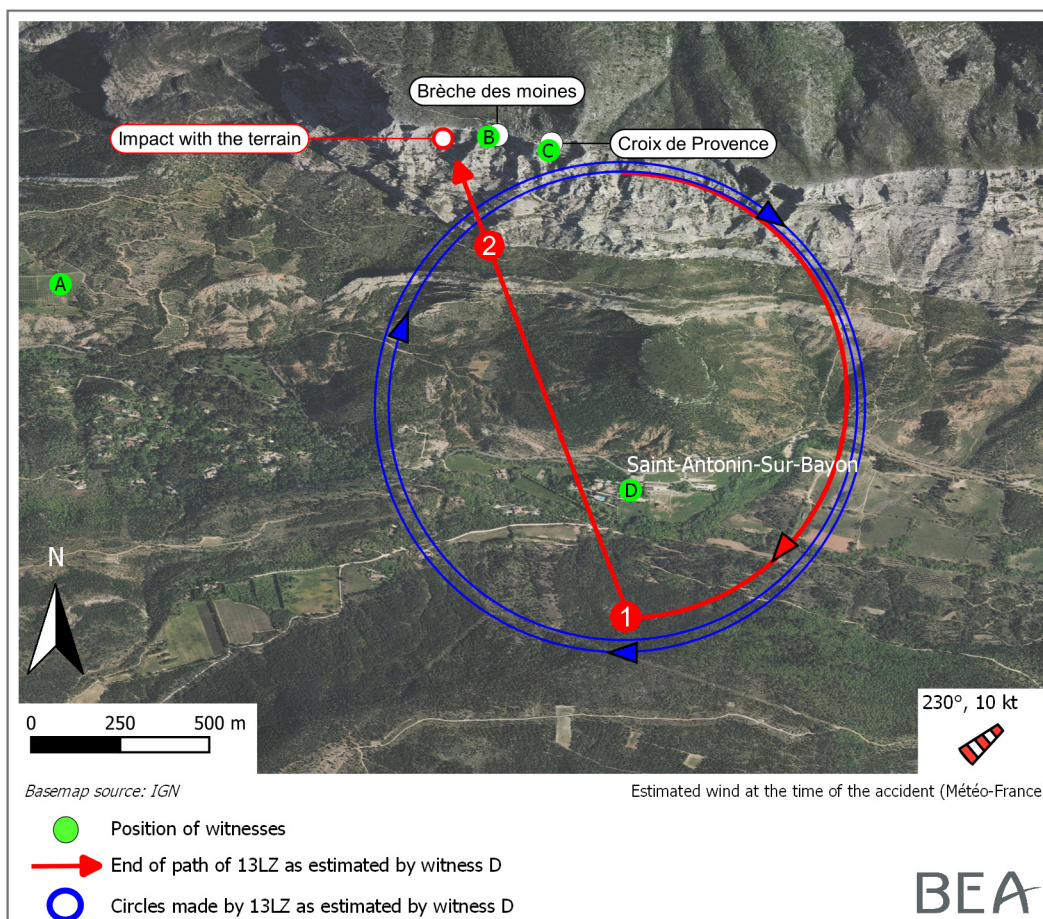 Brèche des moines
Impact with the terrain
B
C
Croix de Provence
2
A
Saint-Antonin-Sur-Bayon
D
N
1
0 250 500 m
230°, 10 kt
Basemap source: IGN
Estimated wind at the time of the accident (Météo-France
Position of witnesses
End of path of 13LZ as estimated by witness D
Circles made by 13LZ as estimated by witness D
BEA